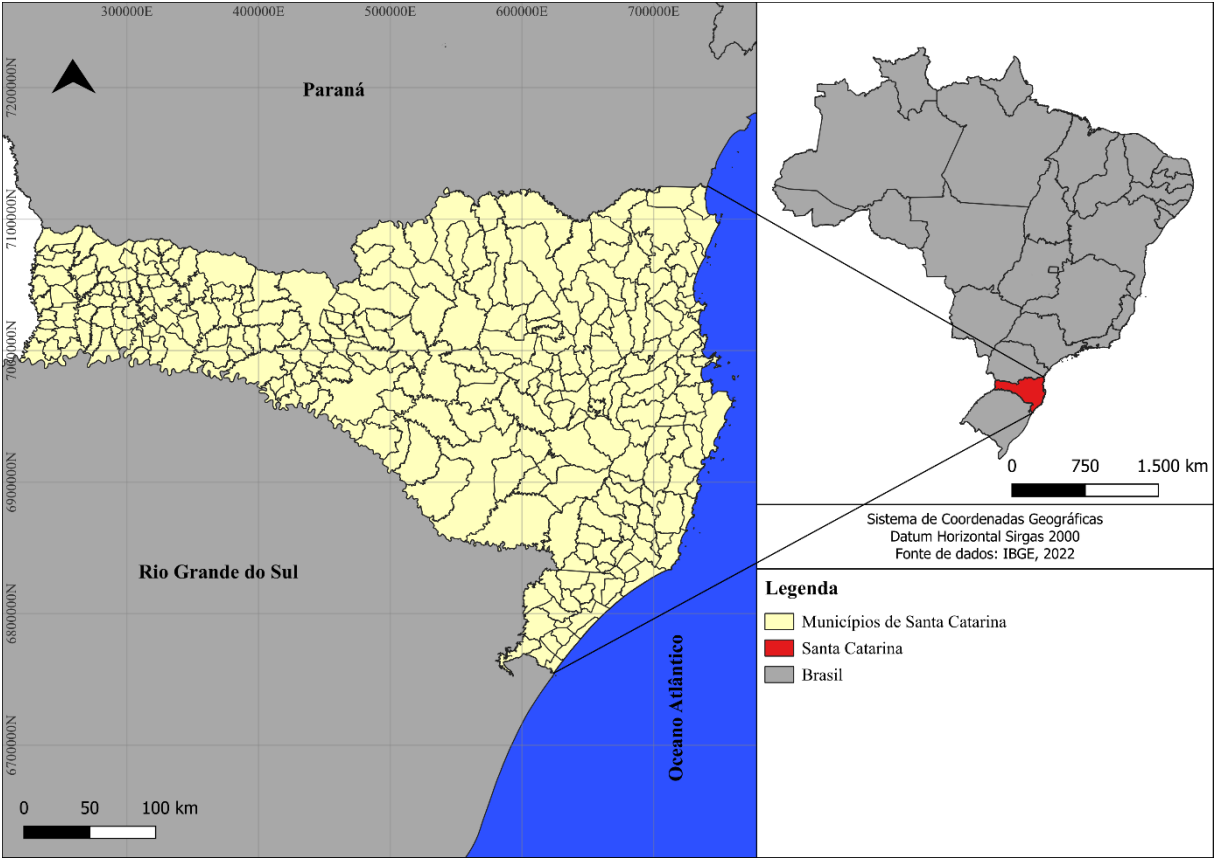 300000E 400000E 500000E 600000E 700000E
7200000N
7100000N
7000000N
6900000N
6800000N
6700000N
Paraná
Rio Grande do Sul
Oceano Atlântico
0 50 100 km
0 750 1.500 km
Sistema de Coordenadas Geográficas
Datum Horizontal Sirgas 2000
Fonte de dados: IBGE, 2022
Legenda
Municípios de Santa Catarina
Santa Catarina
Brasil